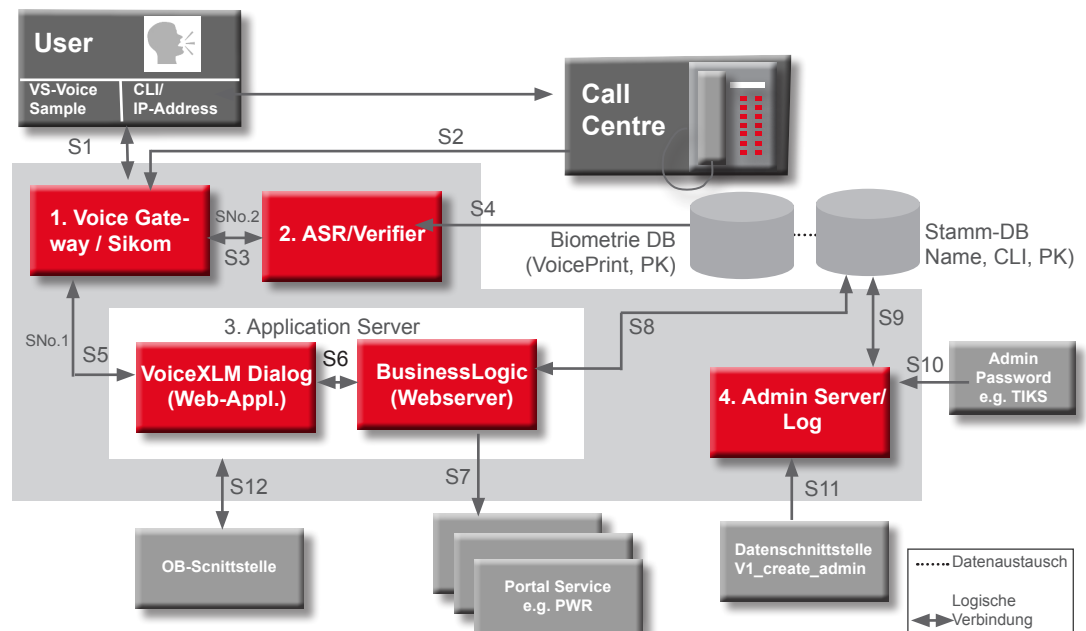 User
VS-Voice
Sample
CLI/
IP-Address
Call
Centre
S1
S2
1. Voice Gate-
way / Sikom
SNo.2
S3
2. ASR/Verifier
S4
Biometrie DB
(VoicePrint, PK)
Stamm-DB
Name, CLI, PK)
SNo.1
S5
3. Application Server
VoiceXLM Dialog
(Web-Appl.)
S6
BusinessLogic
(Webserver)
S8
S9
S10
Admin
Password
e.g. TIKS
4. Admin Server/
Log
S12
S7
S11
OB-Scnittstelle
Portal Service
e.g. PWR
Datenschnittstelle
V1_create_admin
Datenaustausch
Logische
Verbindung